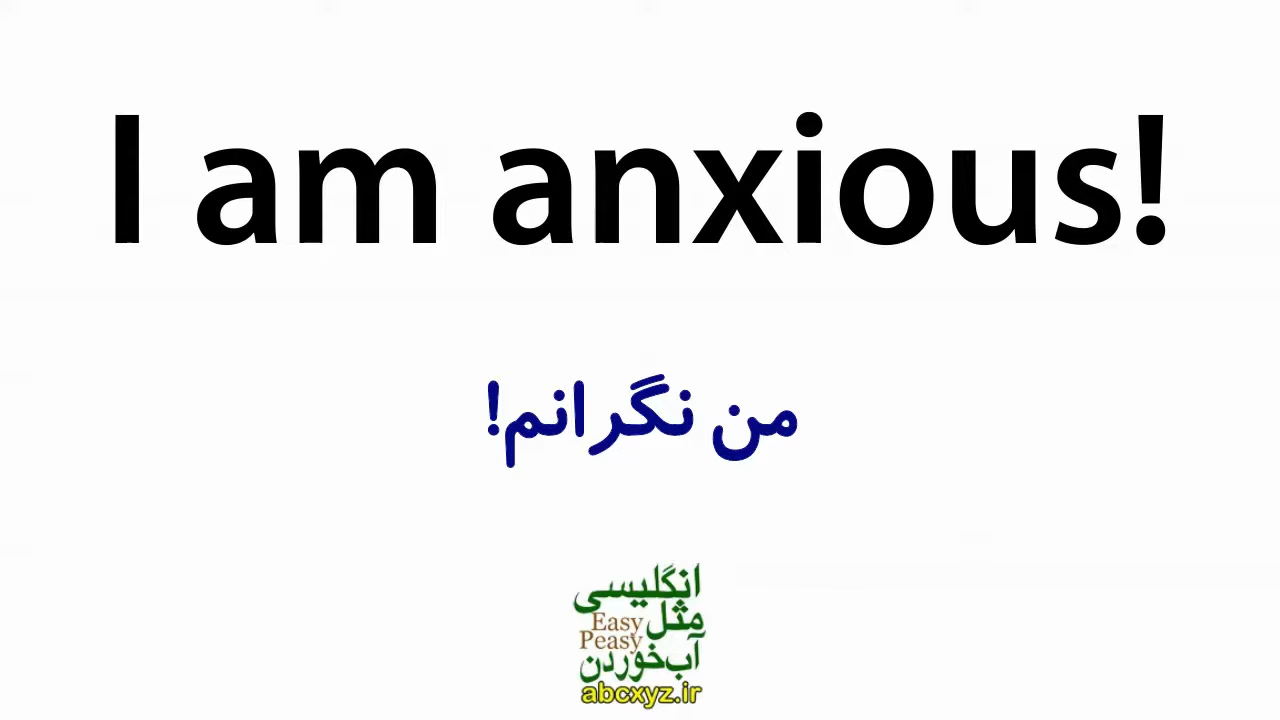 I am anxious!
من نگرانم!
انگلیسی
مثل Easy
Peasy
آب‌خوردن
abcxyz.ir